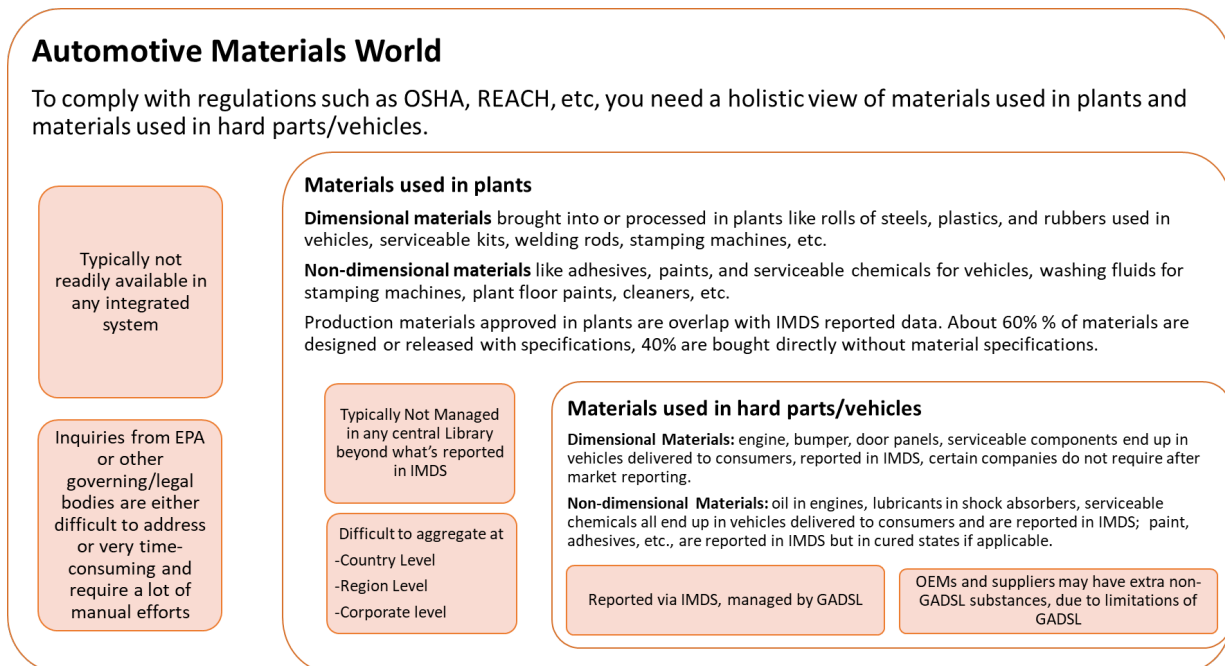 Automotive Materials World
To comply with regulations such as OSHA, REACH, etc, you need a holistic view of materials used in plants and
materials used in hard parts/vehicles.
Typically not
readily available in
any integrated
system
Inquiries from EPA
or other
governing/legal
bodies are either
difficult to address
or very time-
consuming and
require a lot of
manual efforts
Materials used in plants
Dimensional materials brought into or processed in plants like rolls of steels, plastics, and rubbers used in
vehicles, serviceable kits, welding rods, stamping machines, etc.
Non-dimensional materials like adhesives, paints, and serviceable chemicals for vehicles, washing fluids for
stamping machines, plant floor paints, cleaners, etc.
Production materials approved in plants are overlap with IMDS reported data. About 60% % of materials are
designed or released with specifications, 40% are bought directly without material specifications.
Typically Not Managed
in any central Library
beyond what's reported
in IMDS
Difficult to aggregate at
-Country Level
-Region Level
-Corporate level
Materials used in hard parts/vehicles
Dimensional Materials: engine, bumper, door panels, serviceable components end up in
vehicles delivered to consumers, reported in IMDS, certain companies do not require after
market reporting.
Non-dimensional Materials: oil in engines, lubricants in shock absorbers, serviceable
chemicals all end up in vehicles delivered to consumers and are reported in IMDS; paint,
adhesives, etc., are reported in IMDS but in cured states if applicable.
Reported via IMDS, managed by GADSL
OEMs and suppliers may have extra non-
GADSL substances, due to limitations of
GADSL